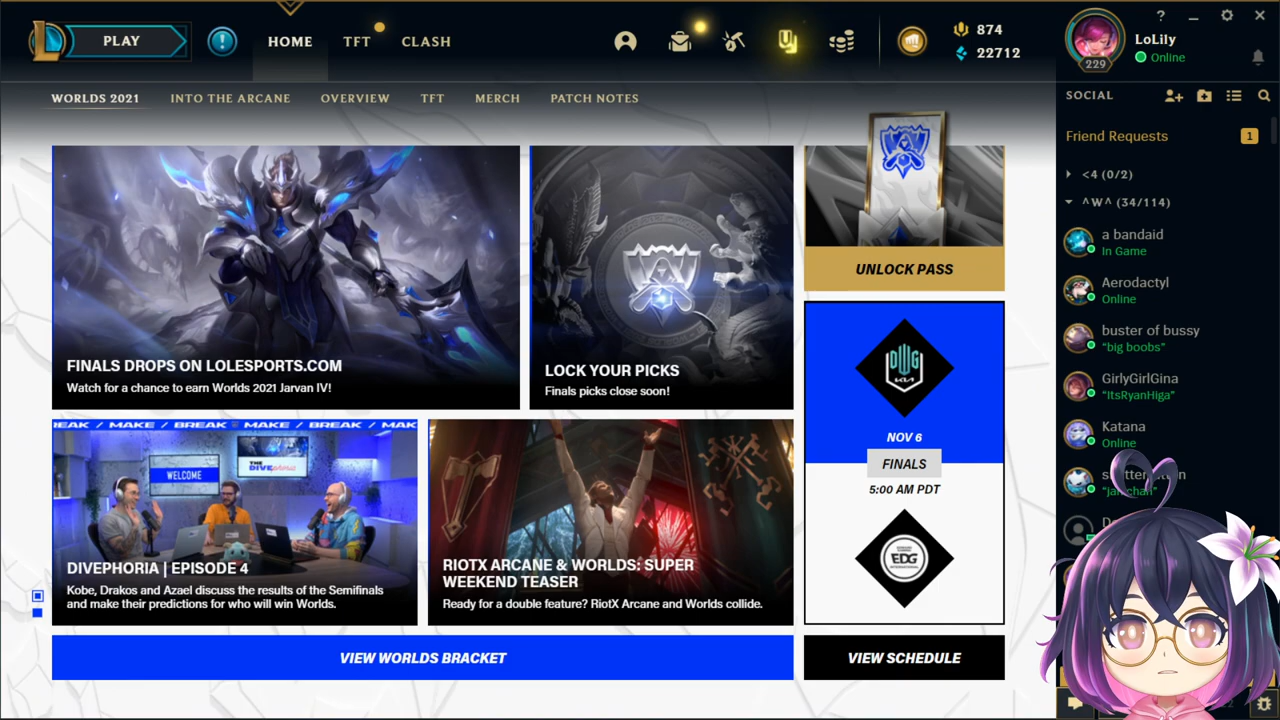 PLAY
HOME
TFT
CLASH
874
22712
?
LoLily
Online
229
WORLDS 2021
INTO THE ARCANE
OVERVIEW
TFT
MERCH
PATCH NOTES
SOCIAL
Friend Requests
1
<4 (0/2)
^W^ (34/114)
a bandaid
In Game
Aerodactyl
Online
buster of bussy
"big boobs"
GirlyGirlGina
"ItsRyanHiga"
Katana
Online
FINALS DROPS ON LOLESPORTS.COM
Watch for a chance to earn Worlds 2021 Jarvan IV!
LOCK YOUR PICKS
Finals picks close soon!
UNLOCK PASS
DWG
KIA
NOV 6
FINALS
5:00 AM PDT
EDG
BREAK / MAKE / BREAK MAKE / BREAK / MAK
WELCOME
THE
DIVE
DIVEPHORIA | EPISODE 4
Kobe, Drakos and Azael discuss the results of the Semifinals
and make their predictions for who will win Worlds.
RIOTX ARCANE & WORLDS: SUPER
WEEKEND TEASER
Ready for a double feature? RiotX Arcane and Worlds collide.
VIEW WORLDS BRACKET
VIEW SCHEDULE